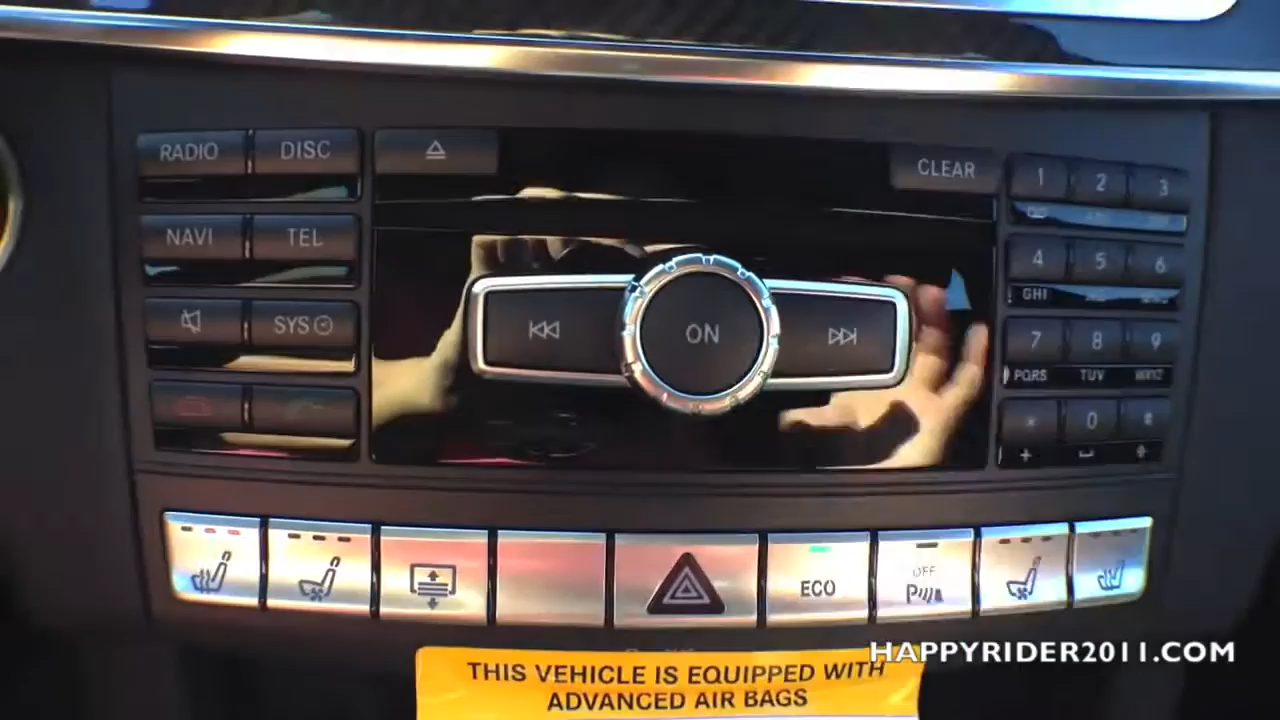 RADIO DISC
CLEAR
1 2 3
NAVI TEL
4 5 6
GHI
SYS
ON
7 8 9
PQRS TUV
* 0
+
ECO
OFF
P
HAPPYRIDER2011.COM
THIS VEHICLE IS EQUIPPED WITH
ADVANCED AIR BAGS